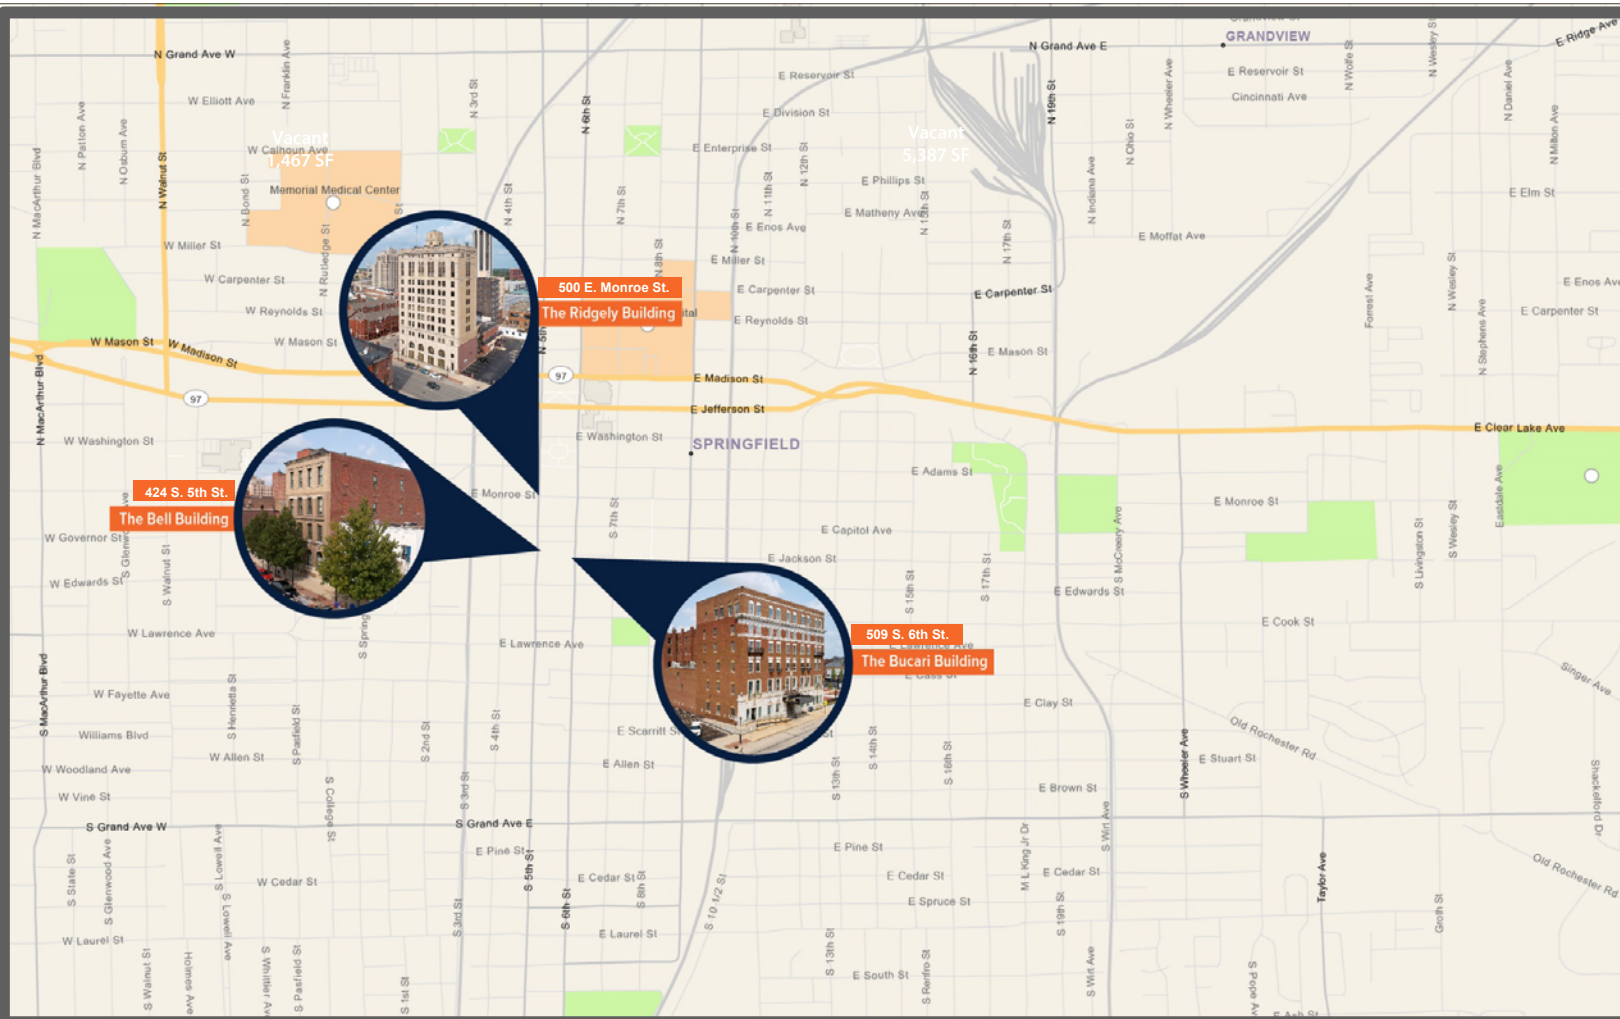 Grandview St
GRANDVIEW
E Ridge Ave
N Grand Ave W
N Grand Ave E
N Franklin Ave
N 3rd St
N 6th St
E Reservoir St
E Reservoir St
N Wolfe St
N Wesley St
W Elliott Ave
E Division St
N 19th St
N Wheeler Ave
Cincinnati Ave
N Daniel Ave
N Milton Ave
N Patton Ave
N Osburn Ave
Vacant
1,467 SF
W Calhoun Ave
E Enterprise St
N 12th St
Vacant
5,387 SF
N Ohio St
N MacArthur Blvd
N Walnut St
N Bond St
Memorial Medical Center
St
N 4th St
N 7th St
N 11th St
E Phillips St
N Indiana Ave
E Elm St
E Matheny Ave
N 15th St
N 10th St
E Enos Ave
N 17th St
E Moffat Ave
W Miller St
N Rutledge St
N 8th St
E Miller St
W Carpenter St
500 E. Monroe St.
The Ridgely Building
ital
E Carpenter St
E Carpenter St
Forrest Ave
N Wesley St
E Enos Ave
W Reynolds St
E Reynolds St
N Stephens Ave
E Carpenter St
W Mason St
W Madison St
W Mason St
N 5th
E Mason St
N 16th St
97
97
E Madison St
E Jefferson St
N MacArthur Blvd
W Washington St
E Washington St
SPRINGFIELD
E Clear Lake Ave
E Adams St
424 S. 5th St.
The Bell Building
E Monroe St
E Monroe St
S 7th St
Eastdale Ave
W Governor St
S Glenw
E Capitol Ave
S McCreery Ave
S Livingston St
S Wesley St
E Jackson St
W Edwards St
S Walnut St
S 15th St
S 17th St
E Edwards St
W Lawrence Ave
S Spring
E Lawrence Ave
509 S. 6th St.
E Lawrence Ave
The Bucari Building
E Cass St
E Cook St
S MacArthur Blvd
W Fayette Ave
S Henrietta St
S Pasfield St
S 2nd St
S 4th St
E Scarritt St
St
S 14th St
E Clay St
Singer Ave
Old Rochester Rd
Williams Blvd
W Allen St
E Allen St
S 16th St
S Wheeler Ave
E Stuart St
W Woodland Ave
S College St
S 3rd St
S 13th St
E Brown St
Shackelford Dr
W Vine St
S Grand Ave W
S Grand Ave E
S Wirt Ave
E Pine St
E Pine St
M L King Jr Dr
S State St
S Glenwood Ave
S Lowell Ave
W Cedar St
S 5th St
E Cedar St
S 8th St
E Cedar St
E Cedar St
Taylor Ave
Old Rochester Rd
S Lowell Ave
S 3rd St
S 6th St
S 10 1/2 St
E Spruce St
S 19th St
Groth St
W Laurel St
E Laurel St
S Walnut St
Holmes Ave
S Whittier Av
S Pasfield St
S 1st St
S 13th St
E South St
S Renfro St
S Wirt Ave
S Pope Av
E Ash St